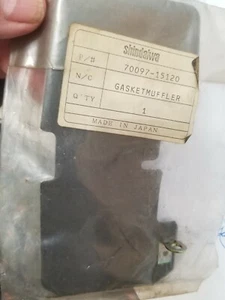 shindaiwa
P/# 70097-15120
N/C GASKETMUFFLER
Q'TY 1
MADE IN JAPAN